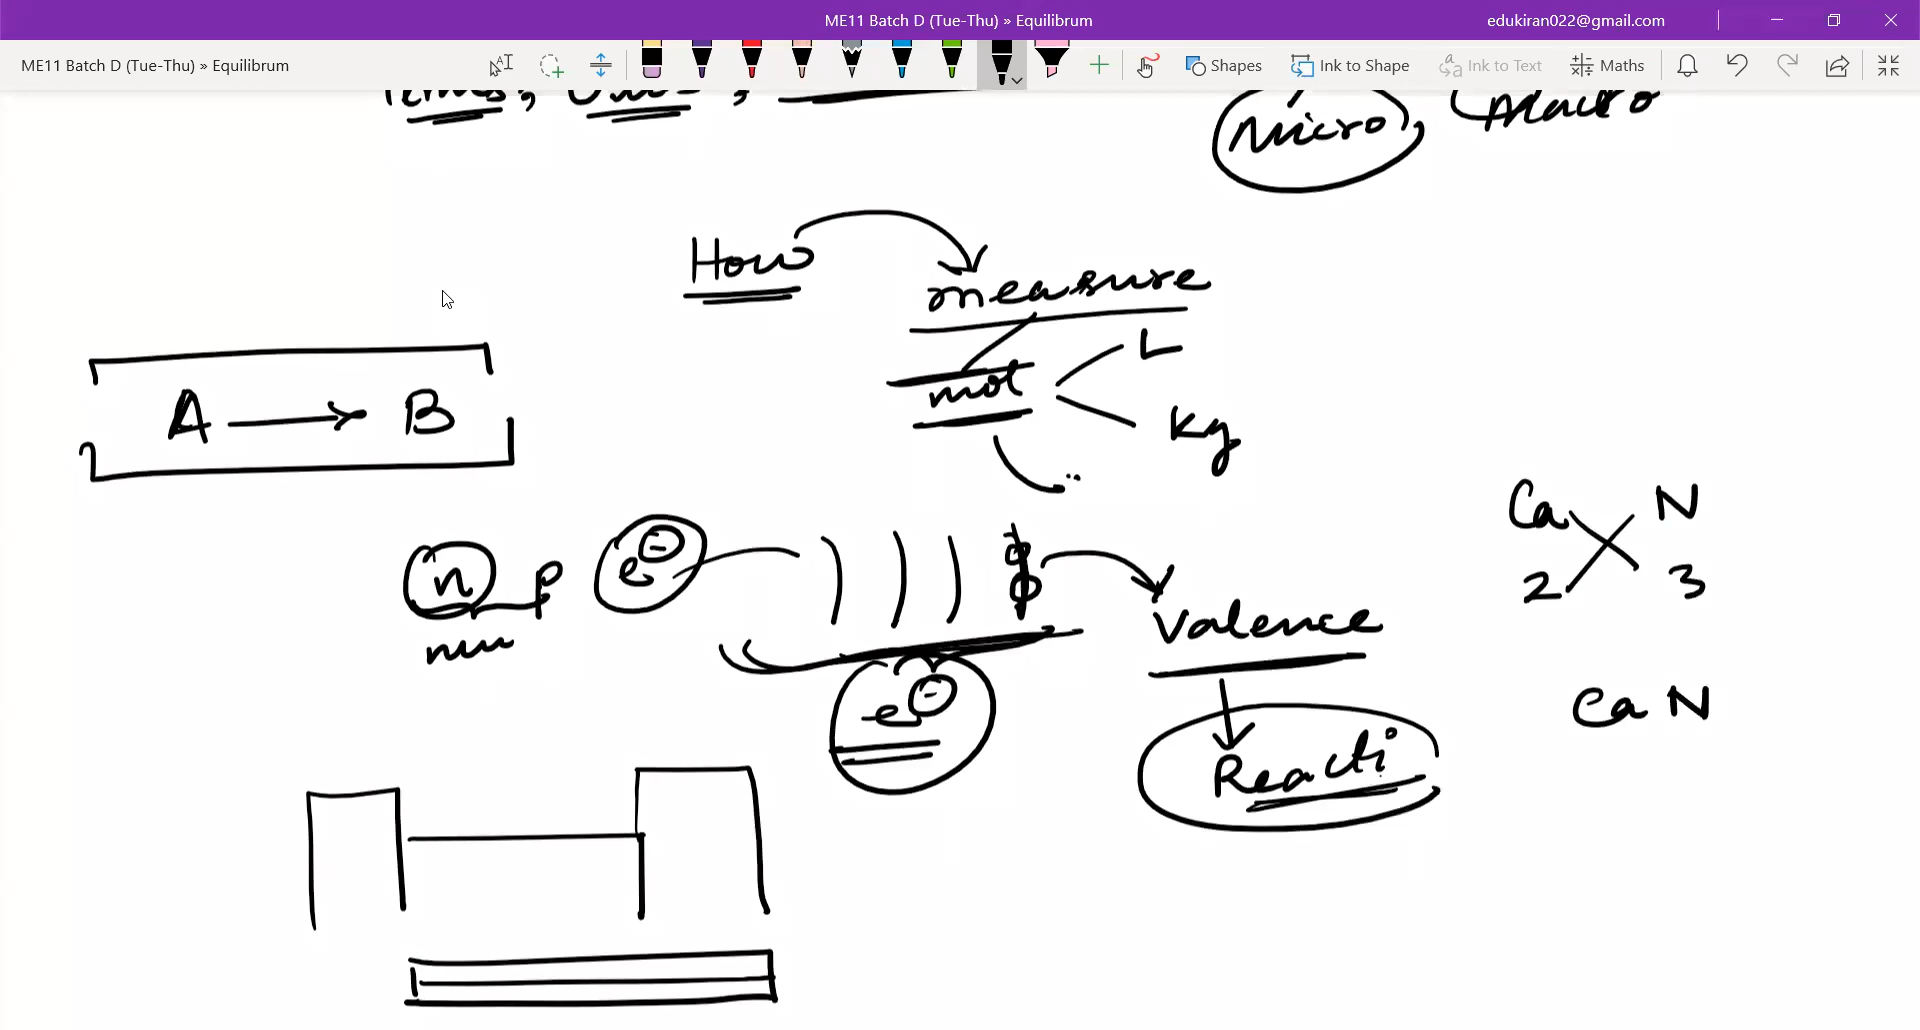 ME11 Batch D (Tue-Thu) » Equilibrum
edukiran022@gmail.com
ME11 Batch D (Tue-Thu) » Equilibrum
Shapes
Ink to Shape
Ink to Text
Maths
Micro, Macro
How
measure
mol
L
Kg
A → B
n p e⊖
Valence
e⊖
Reacti
Ca N
2 3
Ca N